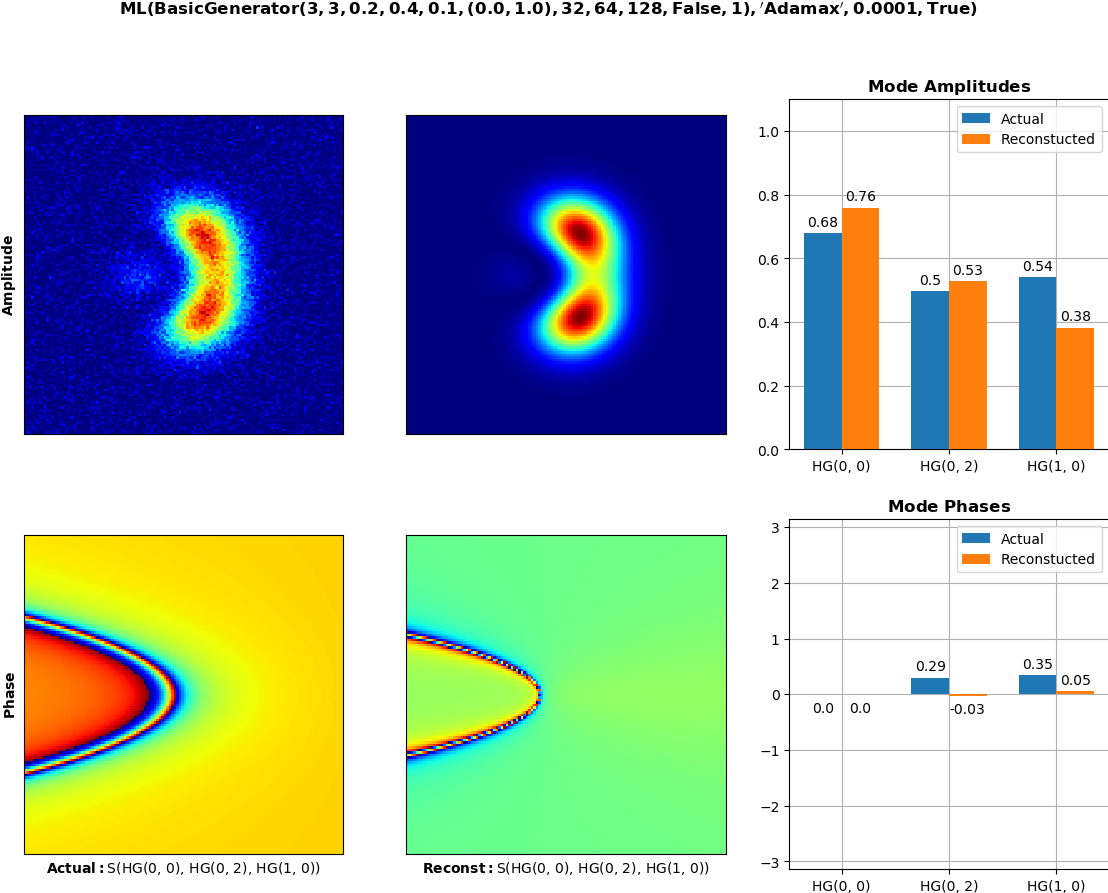 ML(BasicGenerator(3, 3, 0.2, 0.4, 0.1, (0.0, 1.0), 32, 64, 128, False, 1), ′Adamax′, 0.0001, True)
Mode Amplitudes
Actual
Reconstucted
1.0
0.8
0.6
0.4
0.2
0.0
0.68
0.76
0.5
0.53
0.54
0.38
HG(0, 0)
HG(0, 2)
HG(1, 0)
Amplitude
Mode Phases
Actual
Reconstucted
3
2
1
0
−1
−2
−3
0.0
0.0
0.29
-0.03
0.35
0.05
HG(0, 0)
HG(0, 2)
HG(1, 0)
Phase
Actual: S(HG(0, 0), HG(0, 2), HG(1, 0))
Reconst: S(HG(0, 0), HG(0, 2), HG(1, 0))